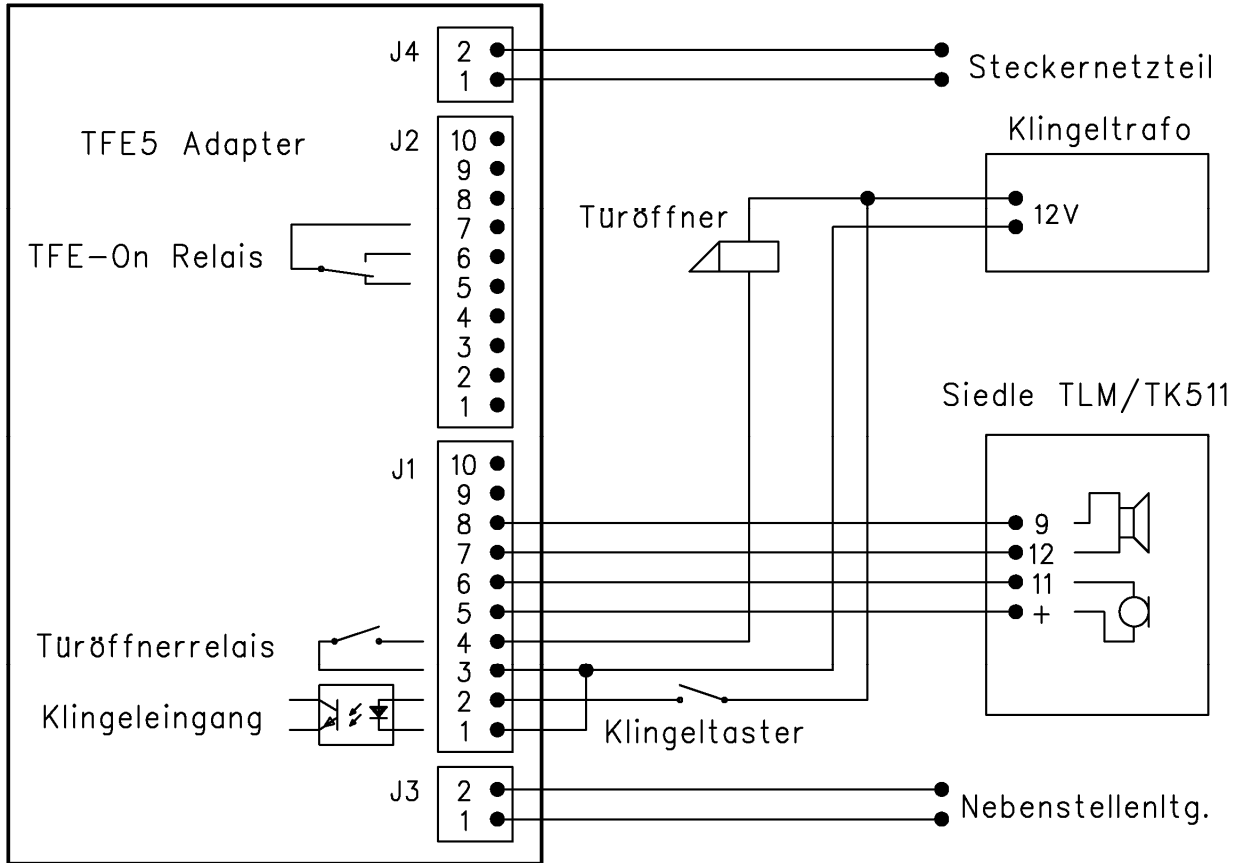 J4
2
1
Steckernetzteil
TFE5 Adapter
J2
10
9
8
7
6
5
4
3
2
1
TFE-On Relais
Klingeltrafo
12V
Türöffner
Siedle TLM/TK511
9
12
11
+
J1
10
9
8
7
6
5
4
3
2
1
Türöffnerrelais
Klingeleingang
Klingeltaster
J3
2
1
Nebenstellenltg.